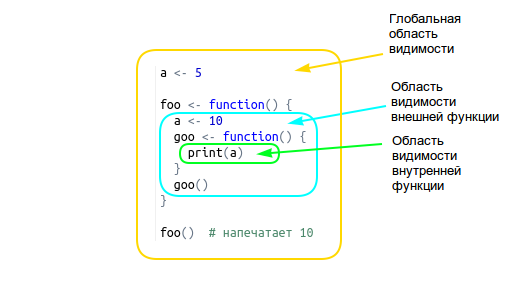 Глобальная
область
видимости
a <- 5
foo <- function() {
a <- 10
goo <- function() {
print(a)
}
goo()
}
foo() # напечатает 10
Область
видимости
внешней функции
Область
видимости
внутренней
функции